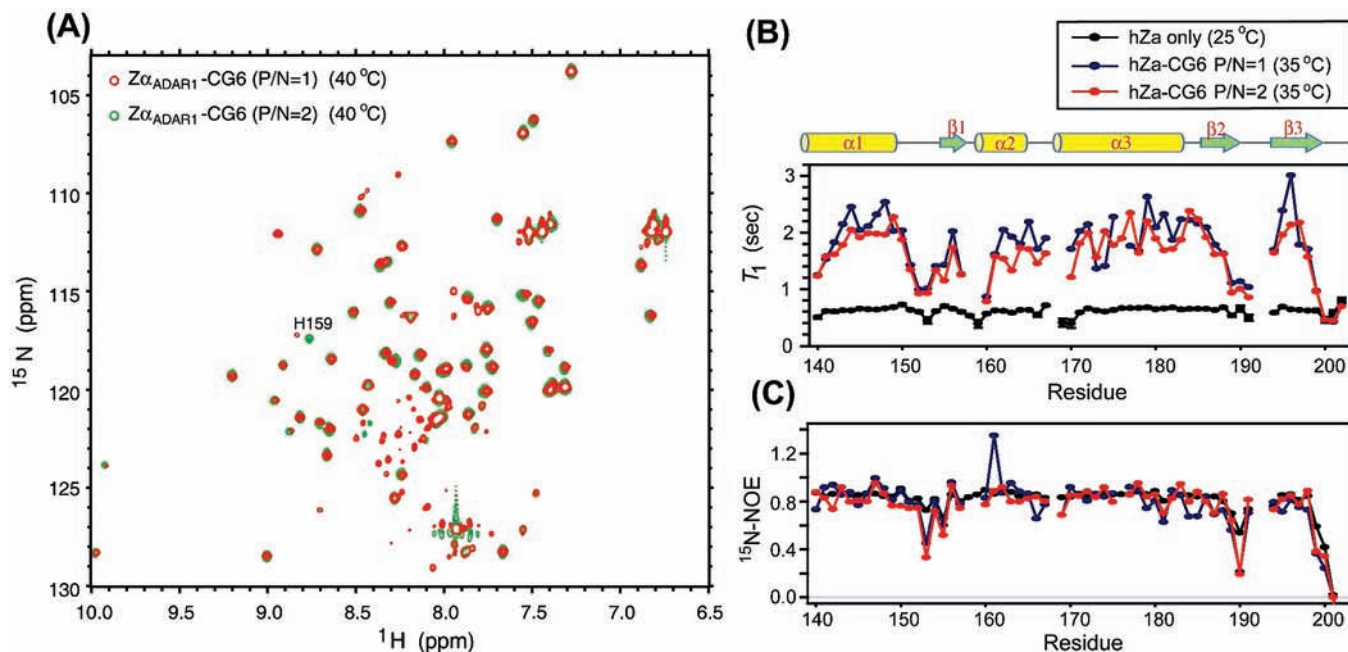 (A)
ZαADAR1-CG6 (P/N=1) (40 °C)
ZαADAR1-CG6 (P/N=2) (40 °C)
H159
105
110
115
120
125
130
15N (ppm)
10.0 9.5 9.0 8.5 8.0 7.5 7.0 6.5
1H (ppm)
(B)
hZa only (25 °C)
hZa-CG6 P/N=1 (35 °C)
hZa-CG6 P/N=2 (35 °C)
α1 β1 α2 α3 β2 β3
3
2
1
0
T1 (sec)
140 150 160 170 180 190 200
Residue
(C)
1.2
0.8
0.4
0.0
15N-NOE
140 150 160 170 180 190 200
Residue